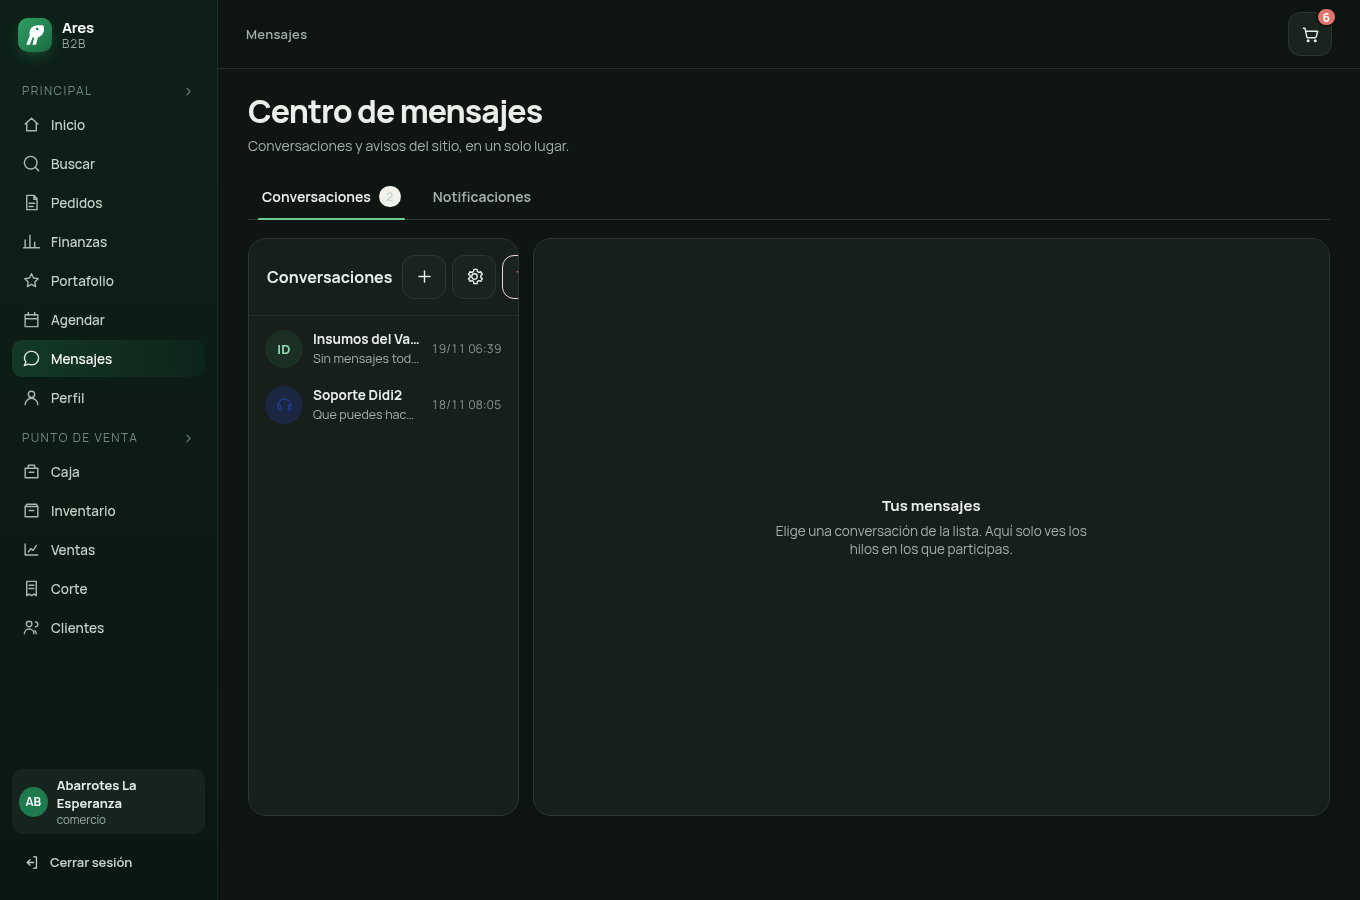 Ares
B2B
PRINCIPAL
Inicio
Buscar
Pedidos
Finanzas
Portafolio
Agendar
Mensajes
Perfil
PUNTO DE VENTA
Caja
Inventario
Ventas
Corte
Clientes
AB
Abarrotes La
Esperanza
comercio
Cerrar sesión
Mensajes
6
Centro de mensajes
Conversaciones y avisos del sitio, en un solo lugar.
Conversaciones 2
Notificaciones
Conversaciones
ID
Insumos del Va...
Sin mensajes tod...
19/11 06:39
Soporte Didi2
Que puedes hac...
18/11 08:05
Tus mensajes
Elige una conversación de la lista. Aquí solo ves los
hilos en los que participas.